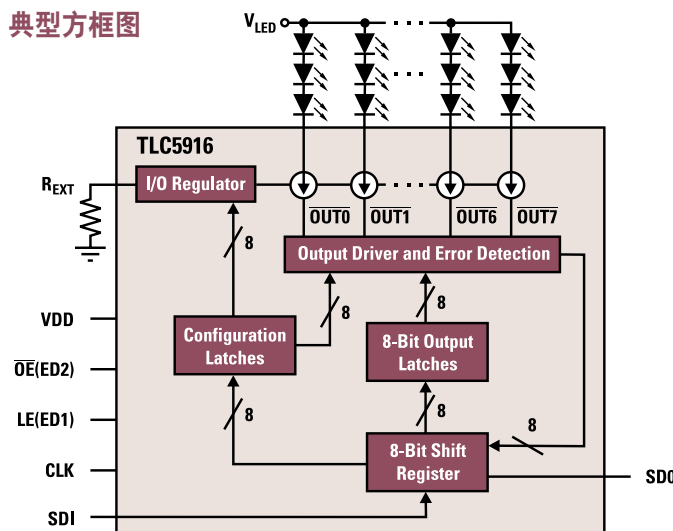 典型方框图
VLED
TLC5916
REXT
I/O Regulator
OUT0 OUT1 OUT6 OUT7
8
Output Driver and Error Detection
VDD
Configuration
Latches
8
8-Bit Output
Latches
OE(ED2)
LE(ED1)
8
8
8
8-Bit Shift
Register
CLK
SDO
SDI